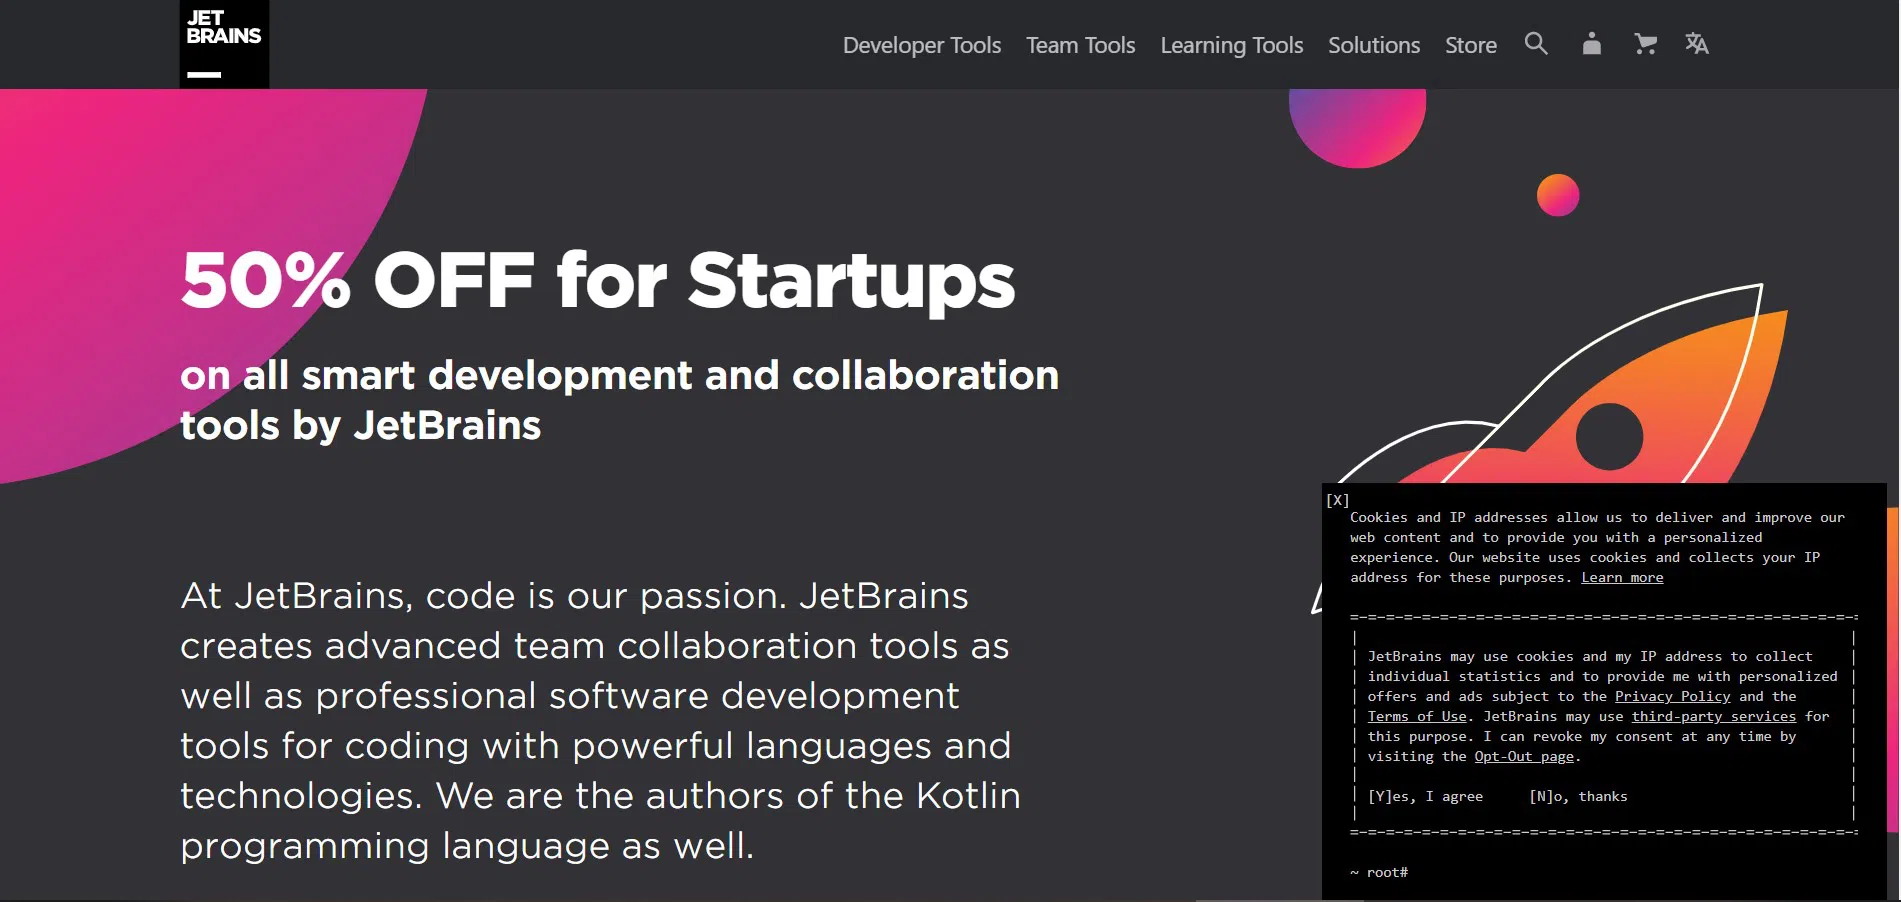 JET
BRAINS
Developer Tools Team Tools Learning Tools Solutions Store
50% OFF for Startups
on all smart development and collaboration
tools by JetBrains
At JetBrains, code is our passion. JetBrains
creates advanced team collaboration tools as
well as professional software development
tools for coding with powerful languages and
technologies. We are the authors of the Kotlin
programming language as well.
[X]
Cookies and IP addresses allow us to deliver and improve our
web content and to provide you with a personalized
experience. Our website uses cookies and collects your IP
address for these purposes. Learn more
JetBrains may use cookies and my IP address to collect
individual statistics and to provide me with personalized
offers and ads subject to the Privacy Policy and the
Terms of Use. JetBrains may use third-party services for
this purpose. I can revoke my consent at any time by
visiting the Opt-Out page.
[Y]es, I agree [N]o, thanks
~ root#